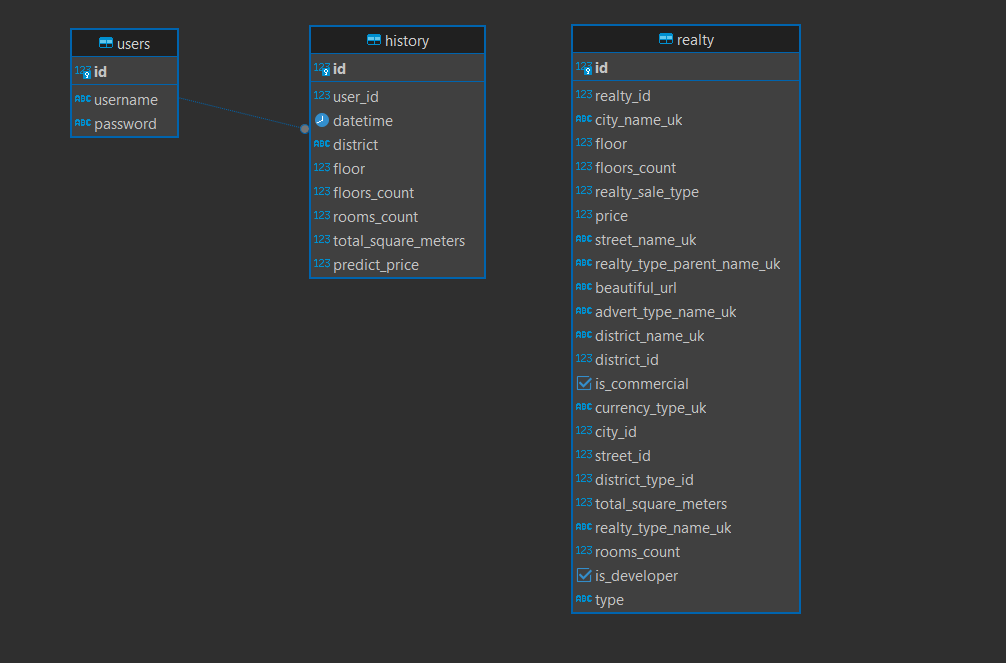 users
123 id
ABC username
ABC password
history
123 id
123 user_id
datetime
ABC district
123 floor
123 floors_count
123 rooms_count
123 total_square_meters
123 predict_price
realty
123 id
123 realty_id
ABC city_name_uk
123 floor
123 floors_count
123 realty_sale_type
123 price
ABC street_name_uk
ABC realty_type_parent_name_uk
ABC beautiful_url
ABC advert_type_name_uk
ABC district_name_uk
123 district_id
is_commercial
ABC currency_type_uk
123 city_id
123 street_id
123 district_type_id
123 total_square_meters
ABC realty_type_name_uk
123 rooms_count
is_developer
ABC type